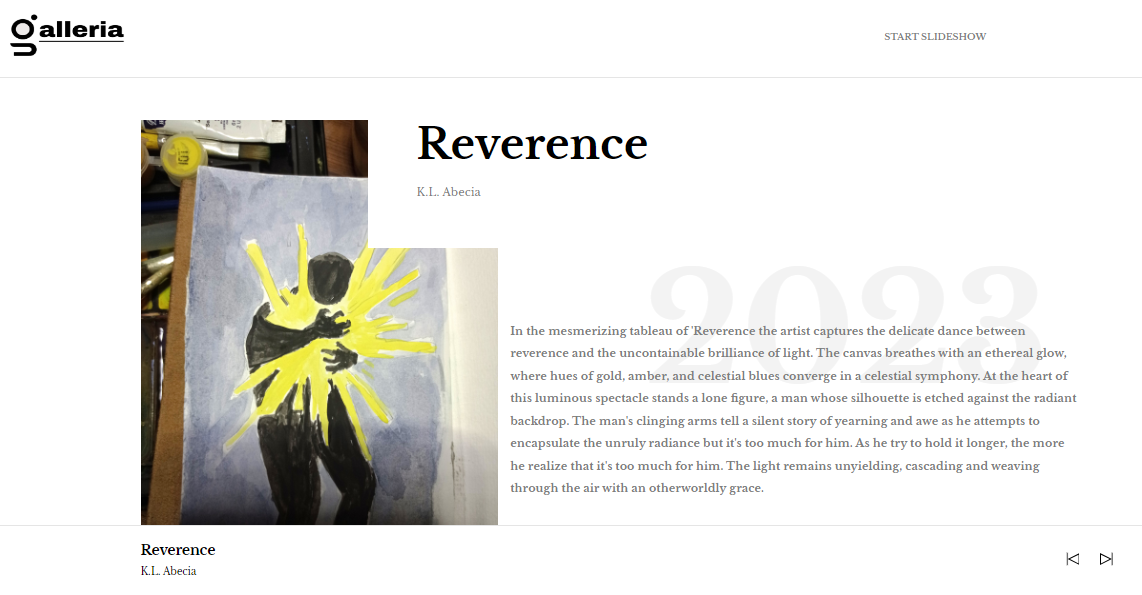 galleria
START SLIDESHOW
Reverence
K.L. Abecia
2023
In the mesmerizing tableau of 'Reverence the artist captures the delicate dance between
reverence and the uncontainable brilliance of light. The canvas breathes with an ethereal glow,
where hues of gold, amber, and celestial blues converge in a celestial symphony. At the heart of
this luminous spectacle stands a lone figure, a man whose silhouette is etched against the radiant
backdrop. The man's clinging arms tell a silent story of yearning and awe as he attempts to
encapsulate the unruly radiance but it's too much for him. As he try to hold it longer, the more
he realize that it's too much for him. The light remains unyielding, cascading and weaving
through the air with an otherworldly grace.
Reverence
K.L. Abecia